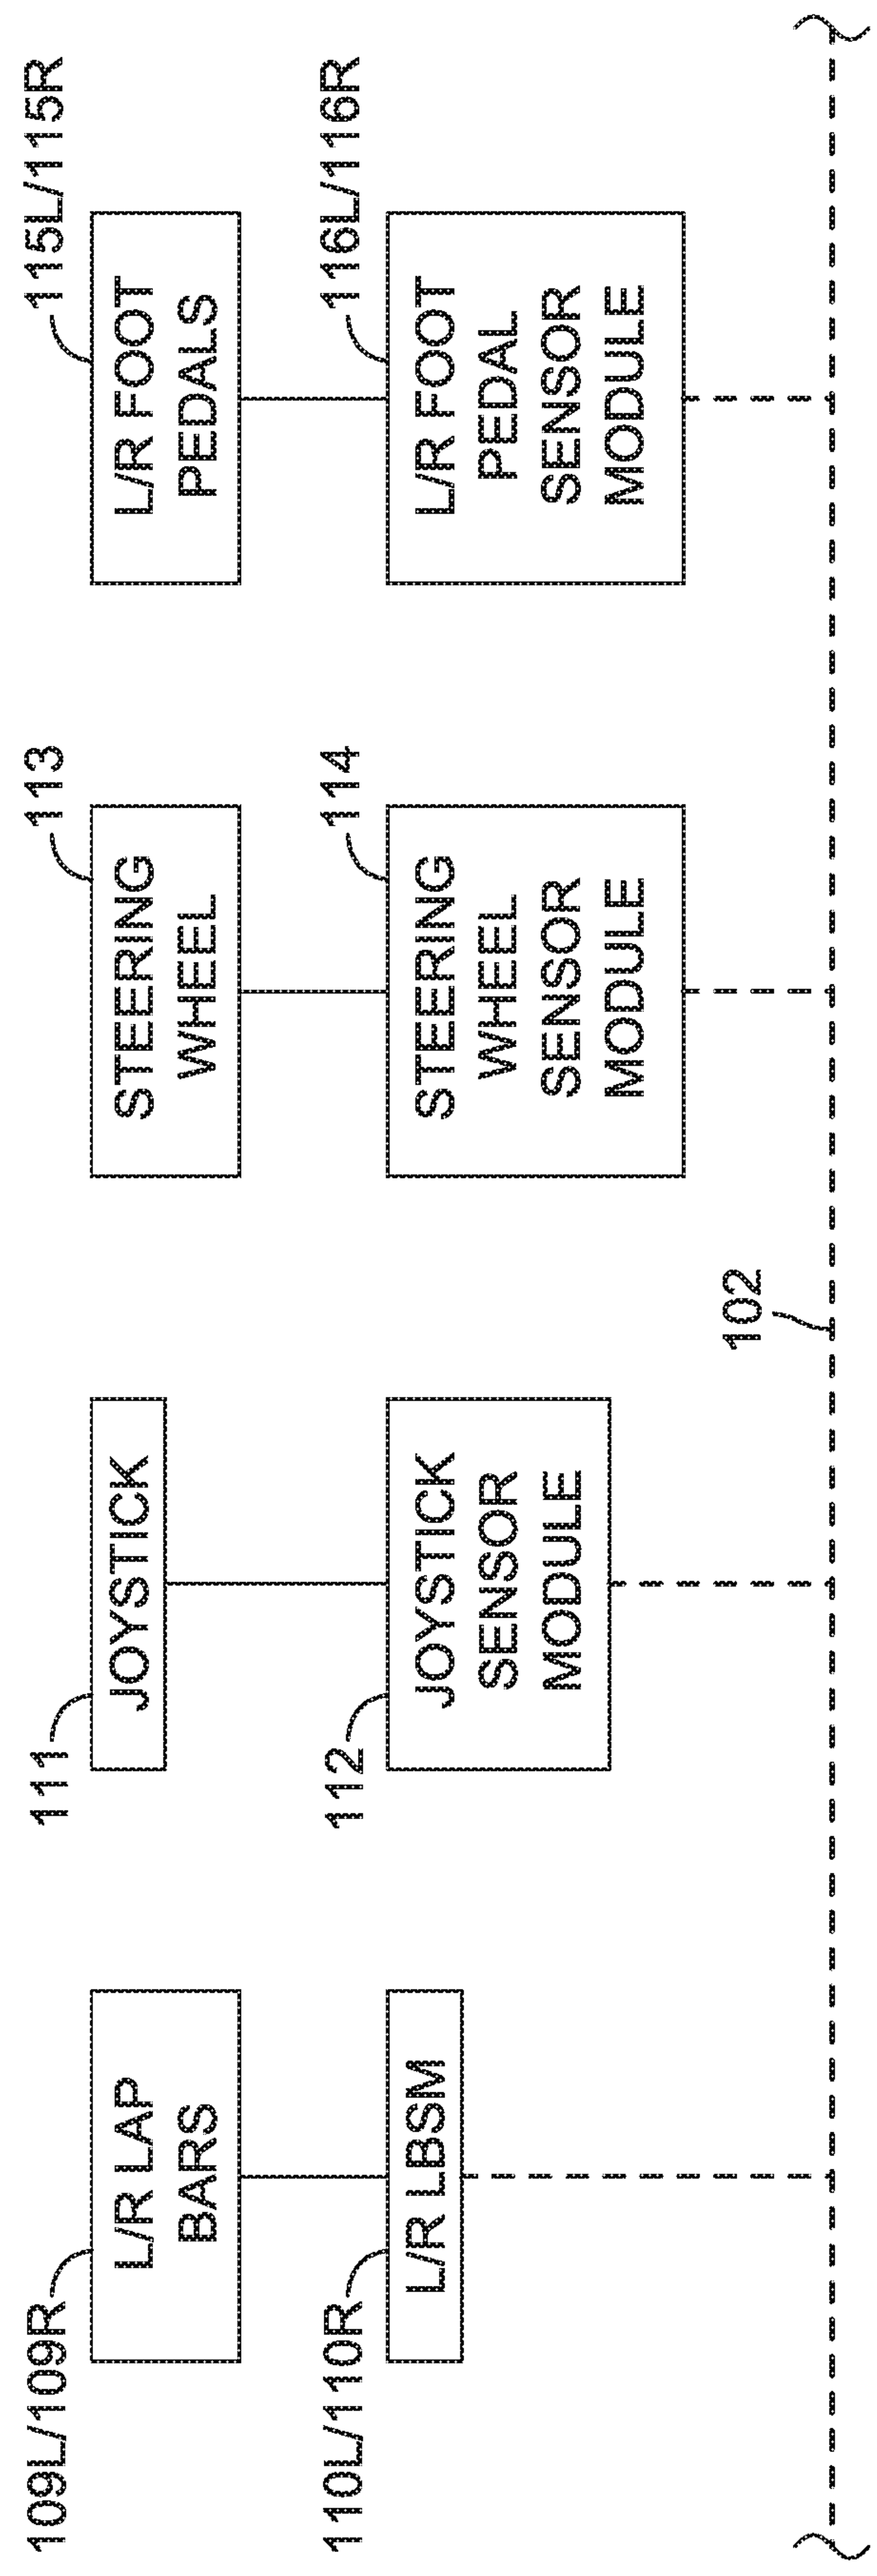 109L/109R
L/R LAP
BARS
110L/110R
L/R LBSM
111
JOYSTICK
112
JOYSTICK
SENSOR
MODULE
102
113
STEERING
WHEEL
114
STEERING
WHEEL
SENSOR
MODULE
115L/115R
L/R FOOT
PEDALS
116L/116R
L/R FOOT
PEDAL
SENSOR
MODULE